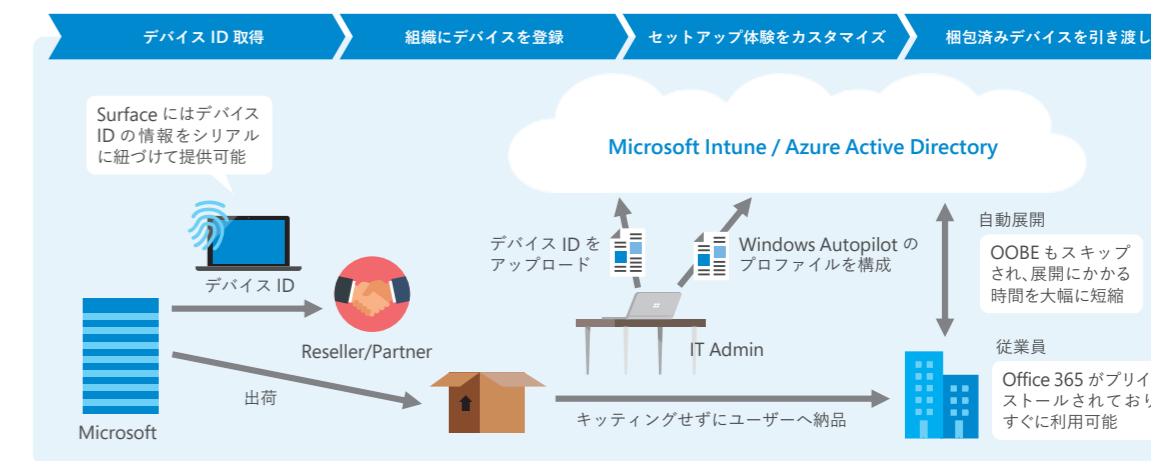 デバイス ID 取得
組織にデバイスを登録
セットアップ体験をカスタマイズ
梱包済みデバイスを引き渡し
Surface にはデバイス
ID の情報をシリアル
に紐づけて提供可能
Microsoft Intune / Azure Active Directory
デバイス ID を
アップロード
Windows Autopilot の
プロファイルを構成
自動展開
OOBE もスキップ
され、展開にかかる
時間を大幅に短縮
デバイス ID
Reseller/Partner
IT Admin
従業員
Office 365 がプリイ
ストールされており
すぐに利用可能
出荷
キッティングせずにユーザーへ納品
Microsoft